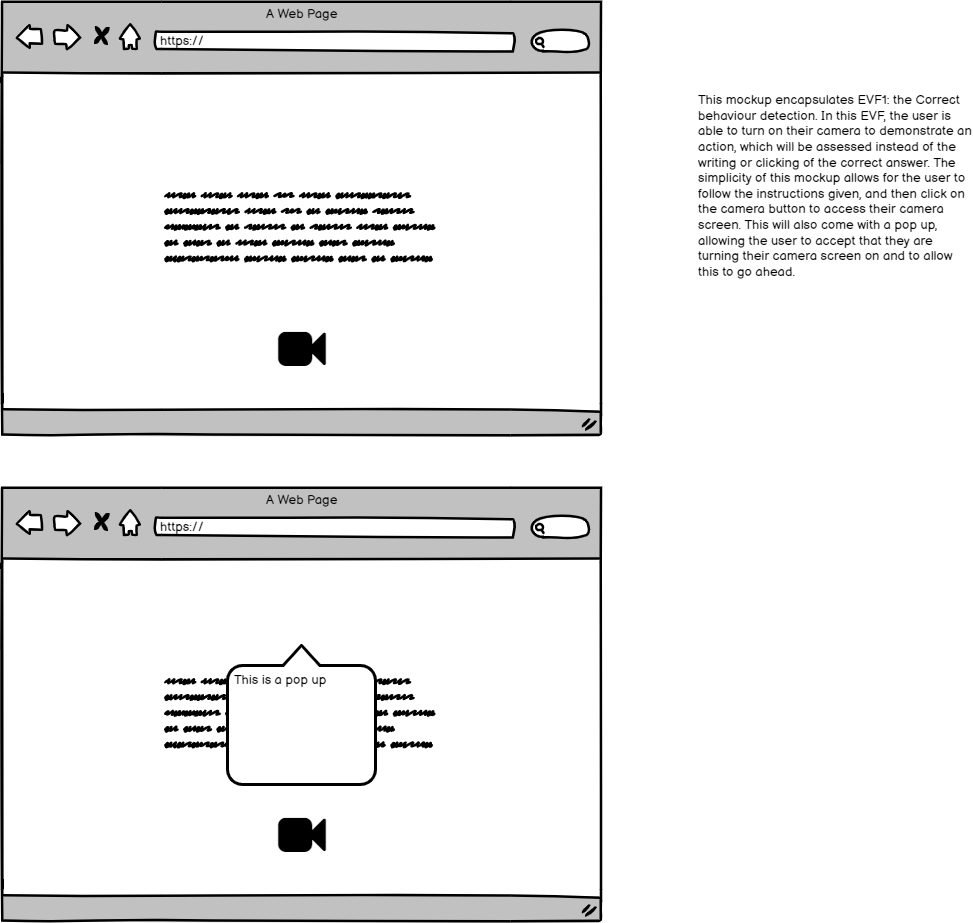 A Web Page
https://
This mockup encapsulates EVF1: the Correct
behaviour detection. In this EVF, the user is
able to turn on their camera to demonstrate an
action, which will be assessed instead of the
writing or clicking of the correct answer. The
simplicity of this mockup allows for the user to
follow the instructions given, and then click on
the camera button to access their camera
screen. This will also come with a pop up,
allowing the user to accept that they are
turning their camera screen on and to allow
this to go ahead.
A Web Page
https://
This is a pop up